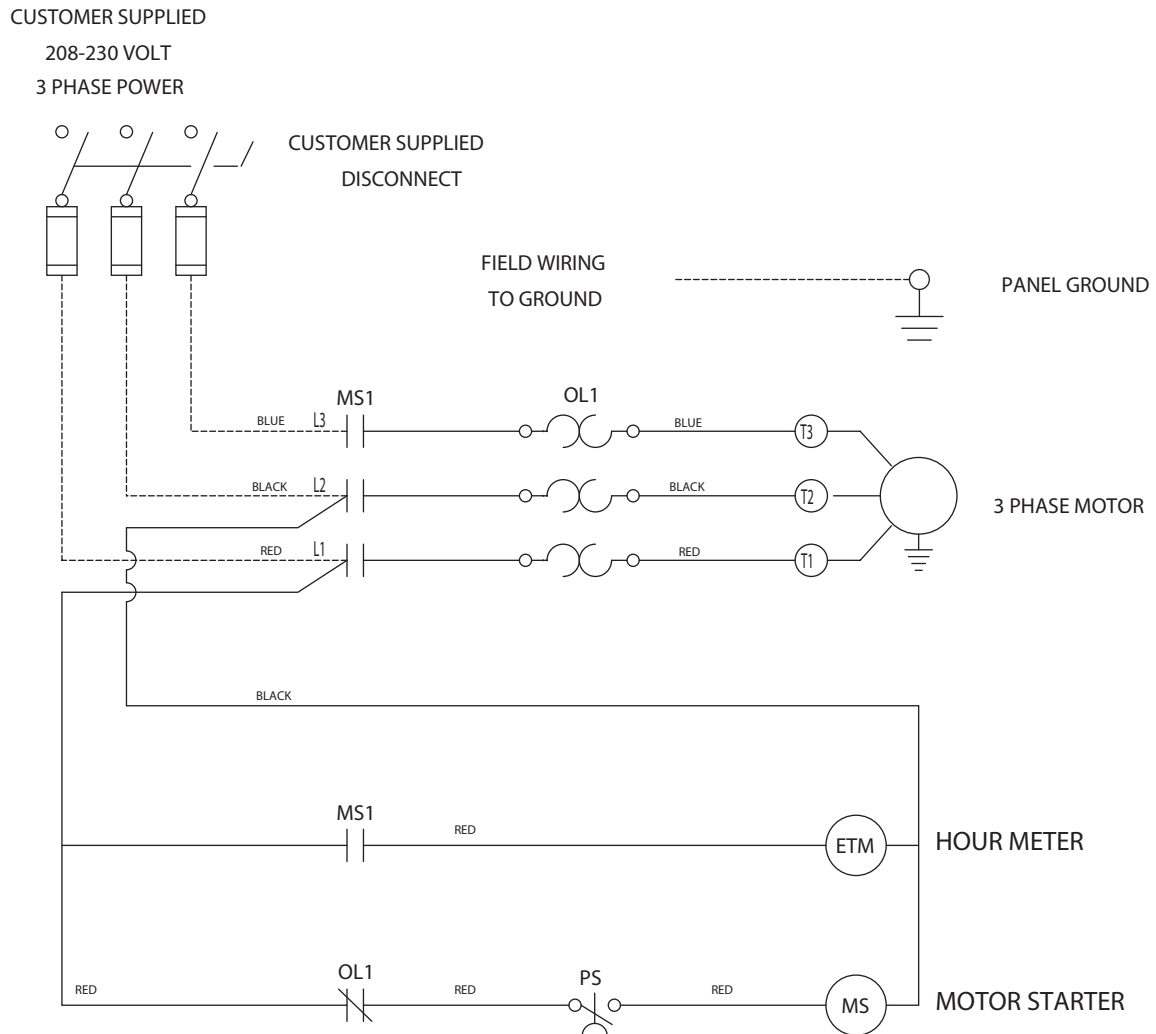 CUSTOMER SUPPLIED
208-230 VOLT
3 PHASE POWER
CUSTOMER SUPPLIED
DISCONNECT
FIELD WIRING
TO GROUND
PANEL GROUND
MS1
OL1
BLUE
L3
BLUE
T3
BLACK
L2
BLACK
T2
3 PHASE MOTOR
RED
L1
RED
T1
BLACK
MS1
RED
ETM
HOUR METER
RED
OL1
RED
PS
RED
MS
MOTOR STARTER